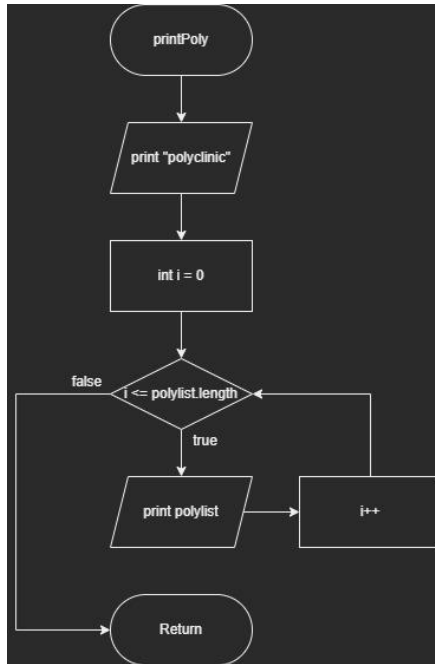 printPoly
print "polyclinic"
int i = 0
false
i <= polylist.length
true
print polylist
i++
Return